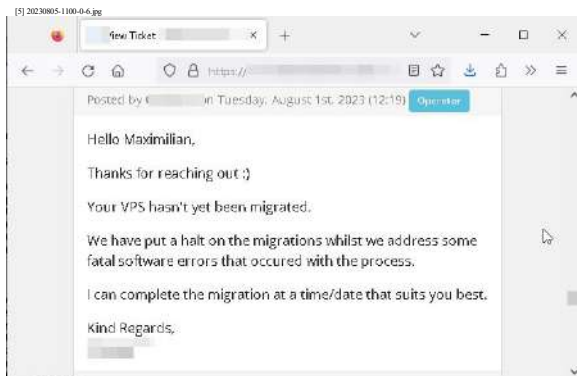 [5] 20230805-1100-0-6.jpg
View Ticket
https://
Posted by on Tuesday, August 1st, 2023 (12:19) Operator
Hello Maximilian,
Thanks for reaching out :)
Your VPS hasn't yet been migrated.
We have put a halt on the migrations whilst we address some
fatal software errors that occured with the process.
I can complete the migration at a time/date that suits you best.
Kind Regards,